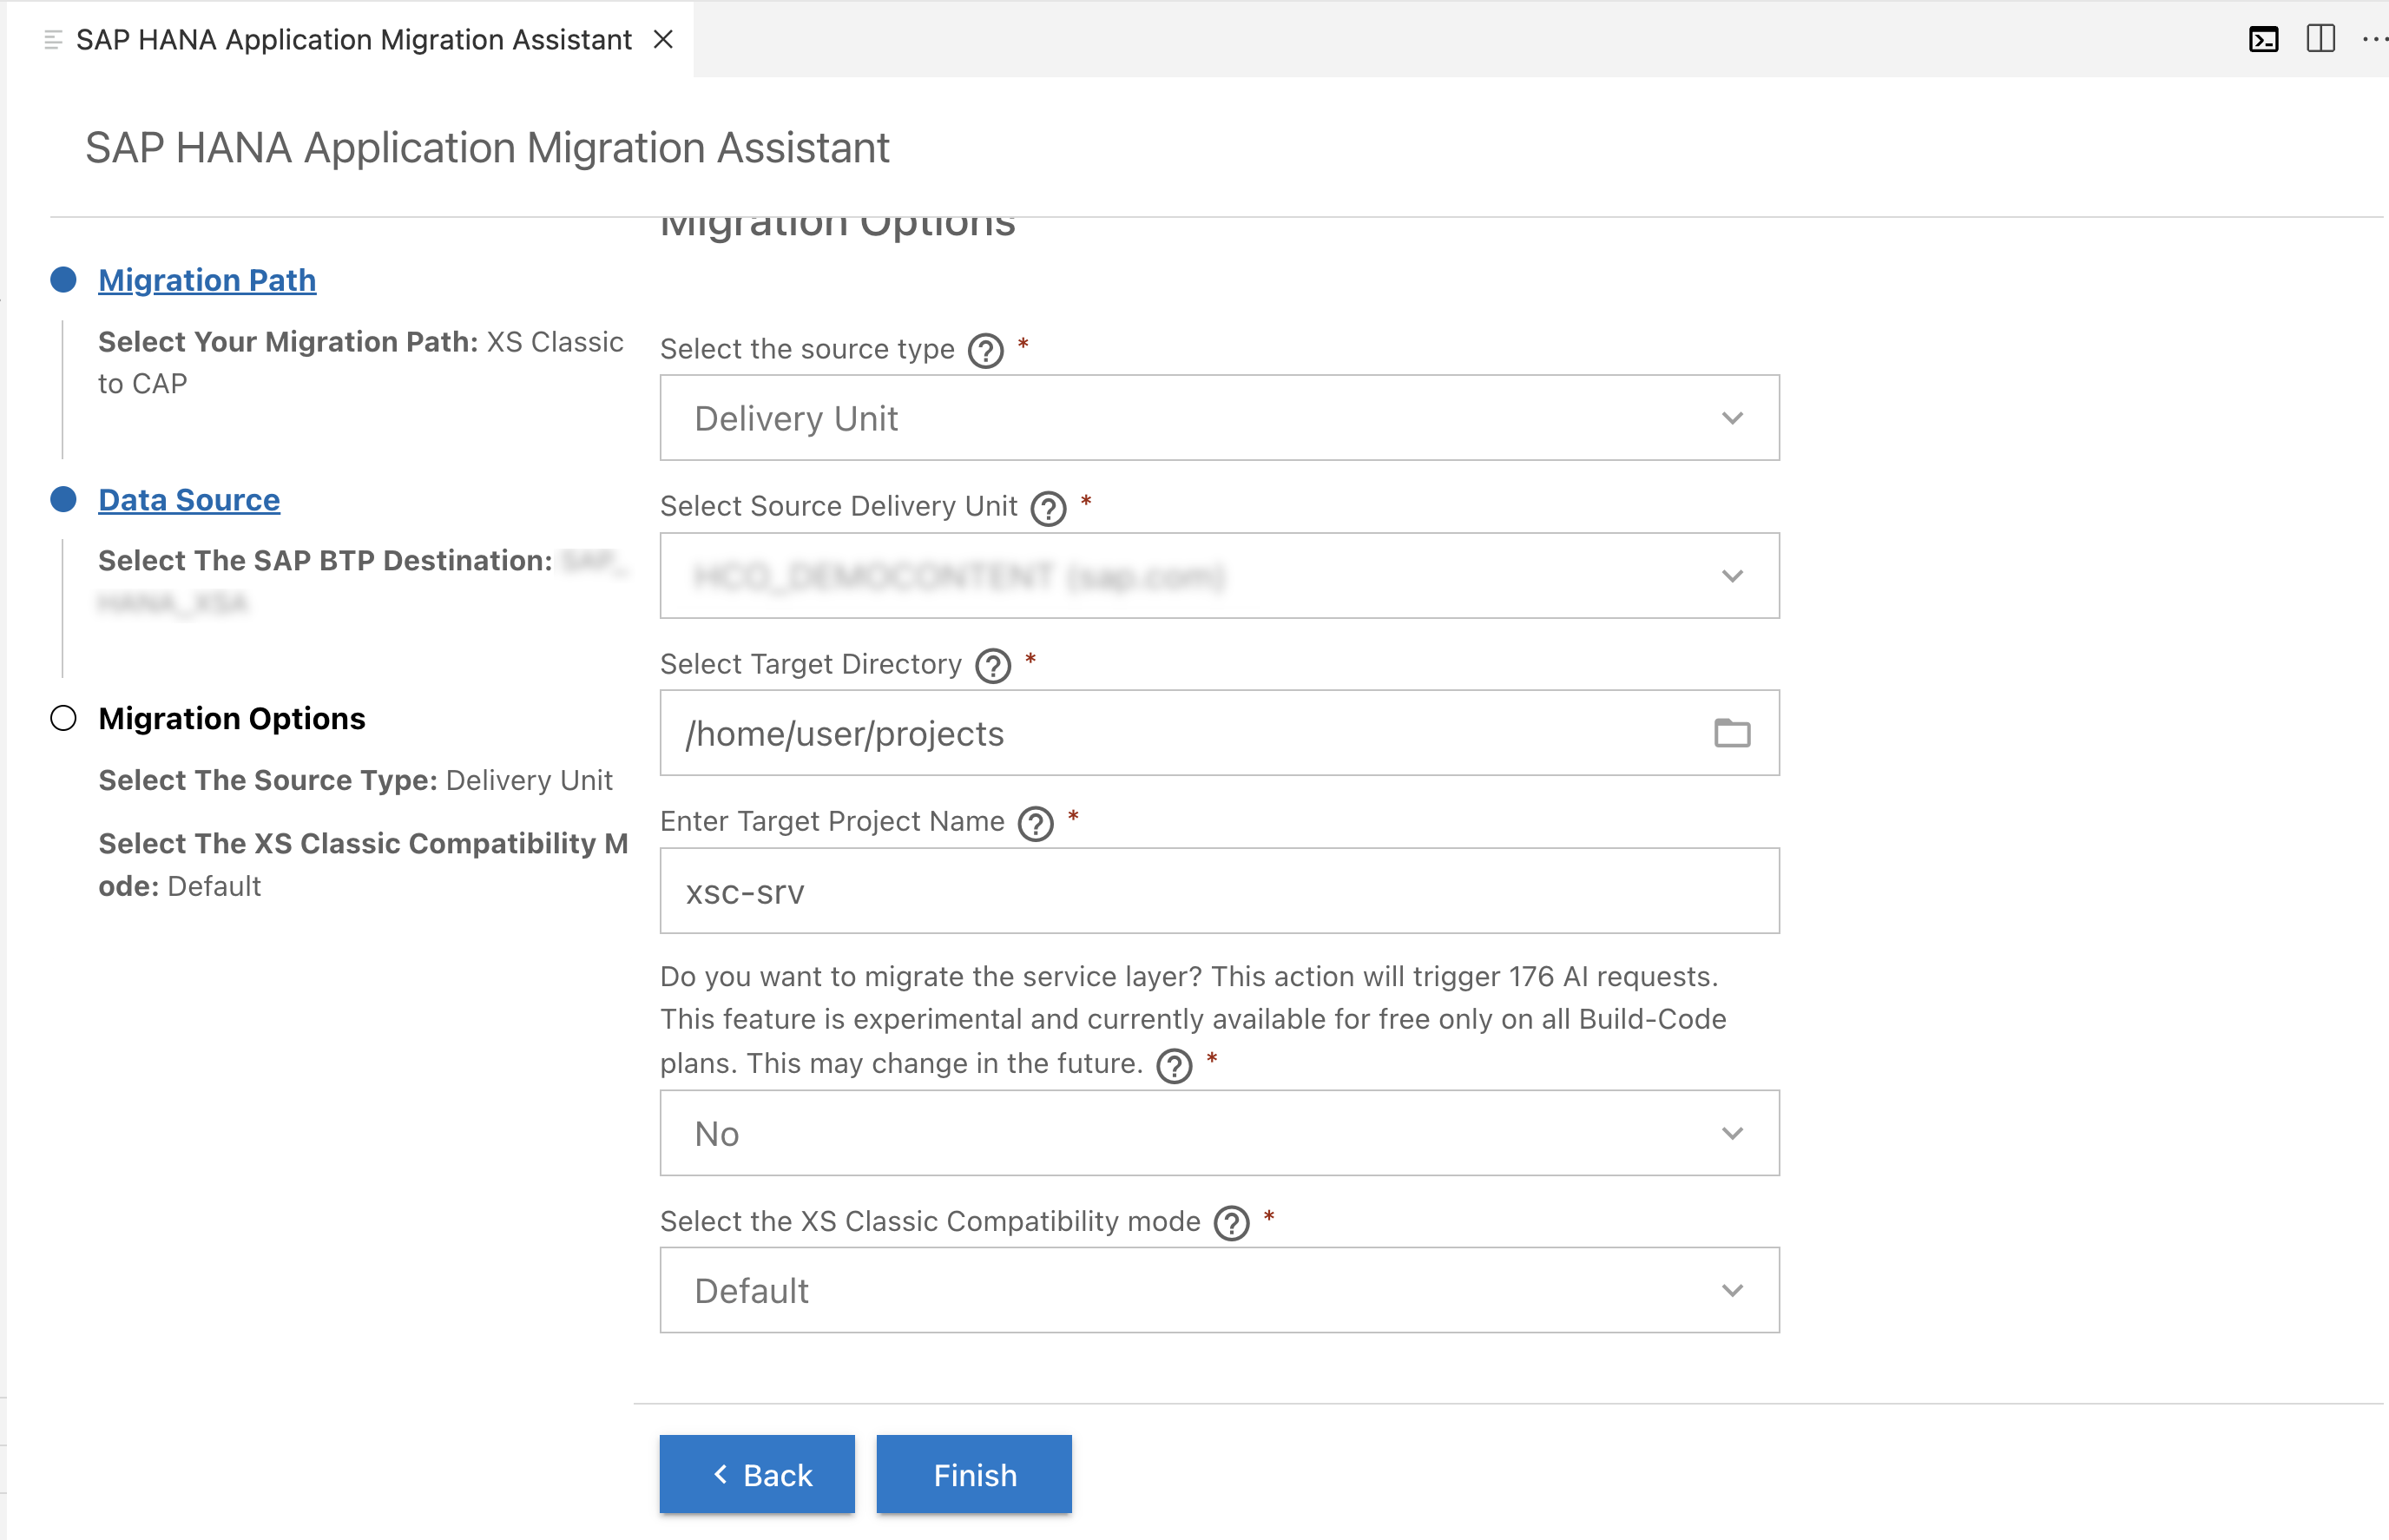 SAP HANA Application Migration Assistant
SAP HANA Application Migration Assistant
Migration Options
Migration Path
Select Your Migration Path: XS Classic
to CAP
Data Source
Select The SAP BTP Destination:
Migration Options
Select The Source Type: Delivery Unit
Select The XS Classic Compatibility M
ode: Default
Select the source type ? *
Delivery Unit
Select Source Delivery Unit ? *
Select Target Directory ? *
/home/user/projects
Enter Target Project Name ? *
xsc-srv
Do you want to migrate the service layer? This action will trigger 176 AI requests.
This feature is experimental and currently available for free only on all Build-Code
plans. This may change in the future. ? *
No
Select the XS Classic Compatibility mode ? *
Default
Back
Finish